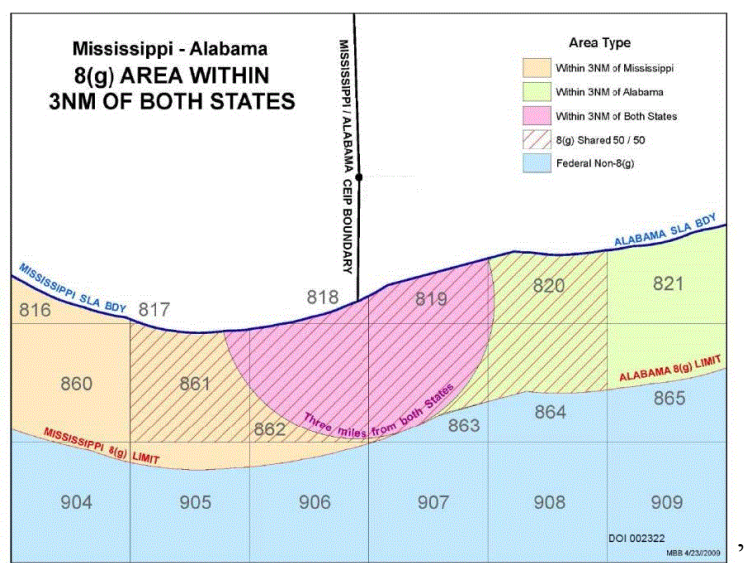 Mississippi - Alabama
8(g) AREA WITHIN
3NM OF BOTH STATES
MISSISSIPPI / ALABAMA CEIP BOUNDARY
Area Type
Within 3NM of Mississippi
Within 3NM of Alabama
Within 3NM of Both States
8(g) Shared 50 / 50
Federal Non-8(g)
MISSISSIPPI SLA BDY
ALABAMA SLA BDY
816
817
818
819
820
821
860
861
862
863
864
865
Three miles from both States
ALABAMA 8(g) LIMIT
MISSISSIPPI 8(g) LIMIT
904
905
906
907
908
909
DOI 002322
MBB 4/23//2009
,